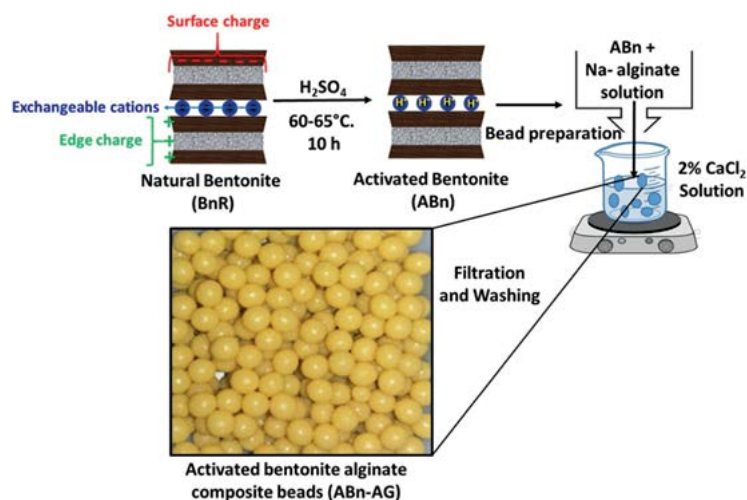 Surface charge
Exchangeable cations
Edge charge
+
+
+
Natural Bentonite
(BnR)
H₂SO₄
60-65°C.
10 h
H⁺ H⁺ H⁺ H⁺
Activated Bentonite
(ABn)
Bead preparation
ABn +
Na- alginate
solution
2% CaCl₂
Solution
Filtration
and Washing
Activated bentonite alginate
composite beads (ABn-AG)